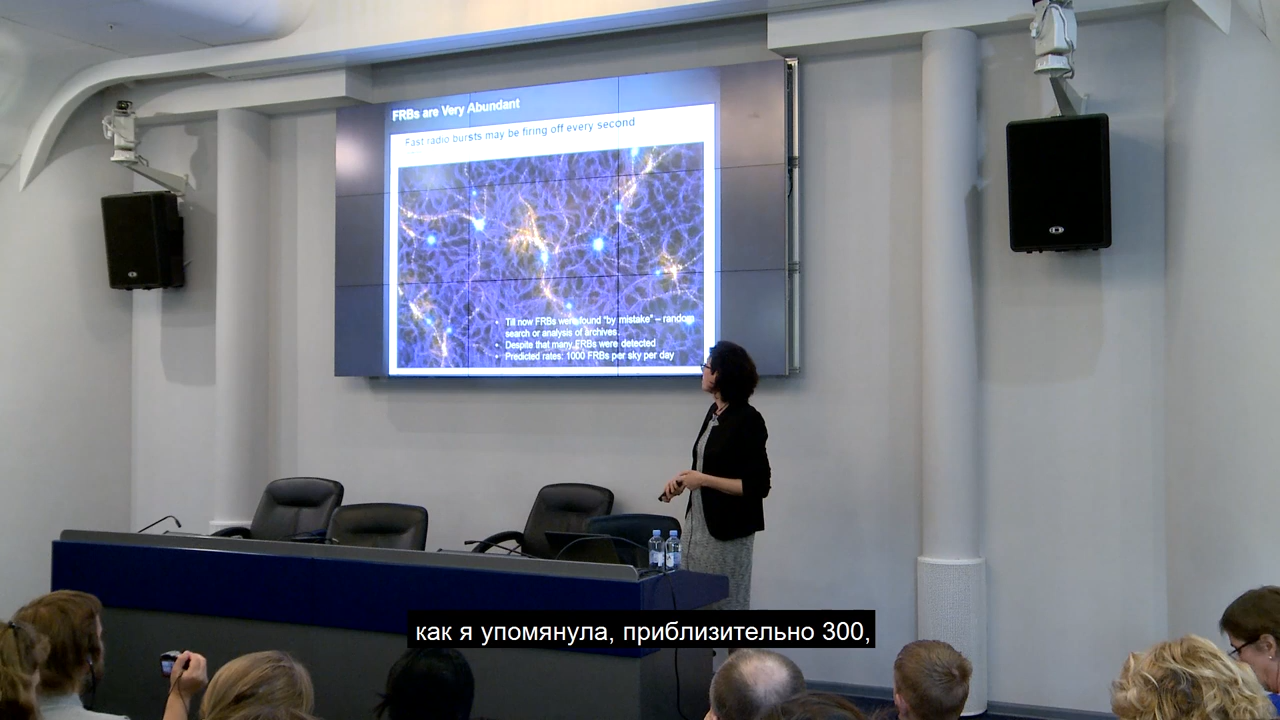 FRBs are Very Abundant
Fast radio bursts may be firing off every second
• Till now FRBs were found "by mistake" – random
search or analysis of archives.
• Despite that many FRBs were detected
• Predicted rates: 1000 FRBs per sky per day
как я упомянула, приблизительно 300,